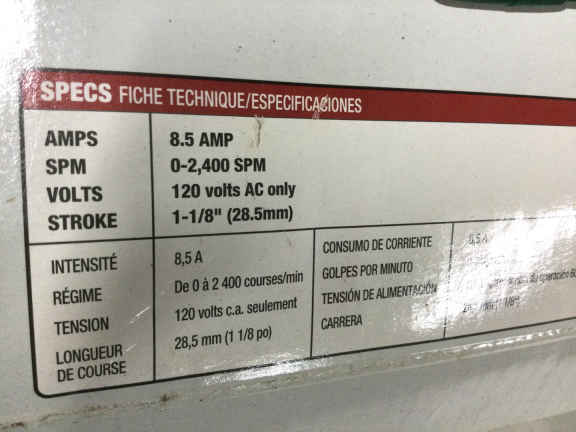 SPECS FICHE TECHNIQUE/ESPECIFICACIONES
AMPS 8.5 AMP
SPM 0-2,400 SPM
VOLTS 120 volts AC only
STROKE 1-1/8" (28.5mm)
INTENSITÉ 8,5 A
RÉGIME De 0 à 2 400 courses/min
TENSION 120 volts c.a. seulement
LONGUEUR DE COURSE 28,5 mm (1 1/8 po)
CONSUMO DE CORRIENTE 8,5 A
GOLPES POR MINUTO
TENSIÓN DE ALIMENTACIÓN
CARRERA